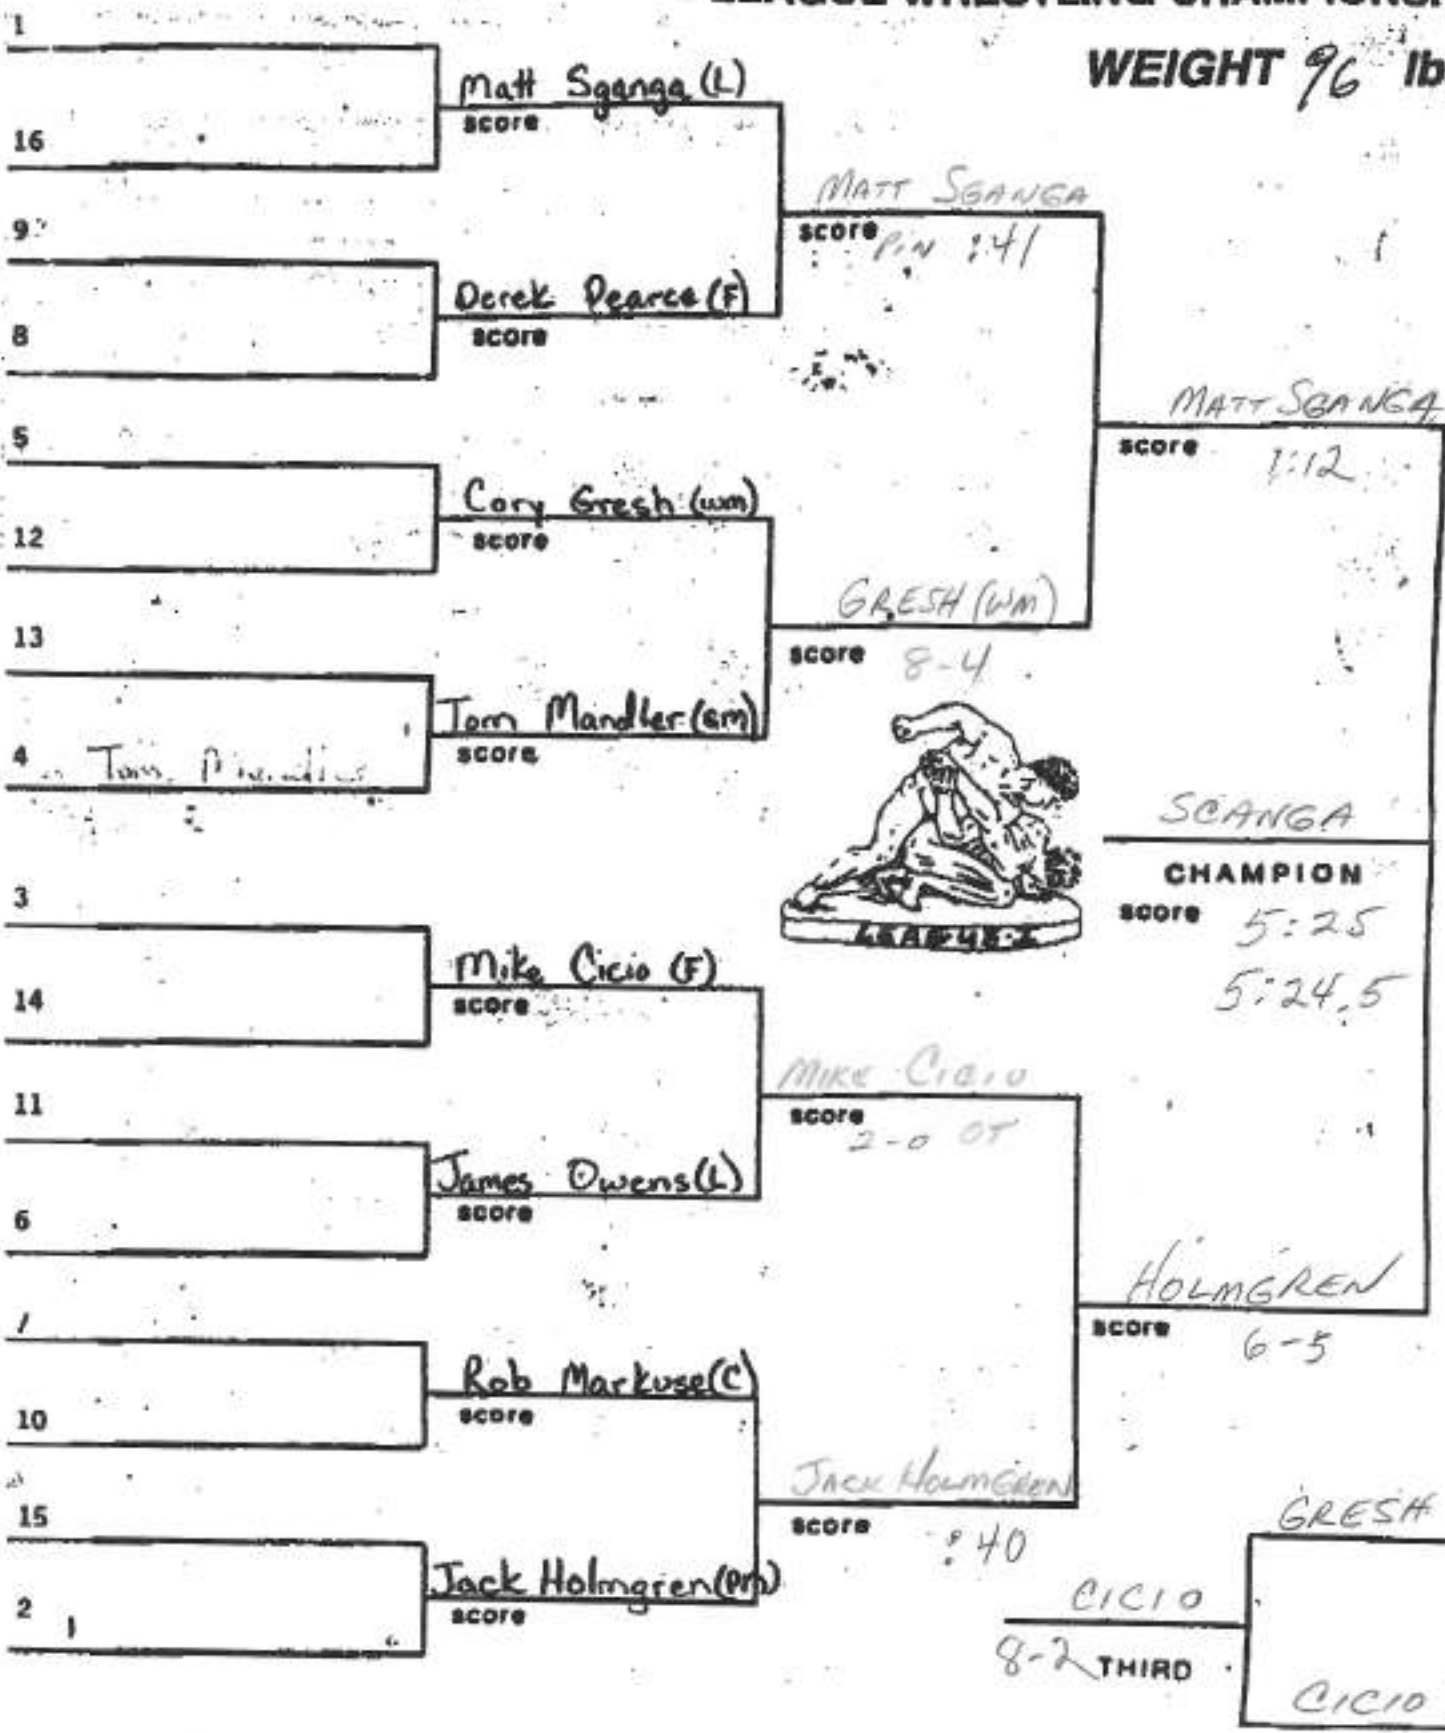 LEAGUE WRESTLING CHAMPIONSH
WEIGHT 96 lb
1
Matt Sganga (L)
score
16
MATT SGANGA
score PIN :41
9
Derek Pearce (F)
score
8
MATT SGANGA
score 1:12
5
Cory Gresh (wm)
score
12
GRESH (WM)
score 8-4
13
Tom Mandler (sm)
score
4
SCANGA
CHAMPION
score 5:25
5:24.5
3
Mike Cicio (F)
score
14
MIKE CICIO
score
2-0 OT
11
James Owens (L)
score
6
HOLMGREN
score
6-5
7
Rob Markuse (C)
score
10
JACK HOLMGREN
score :40
15
Jack Holmgren (Pm)
score
2
GRESH
CICIO
8-2 THIRD
CICIO